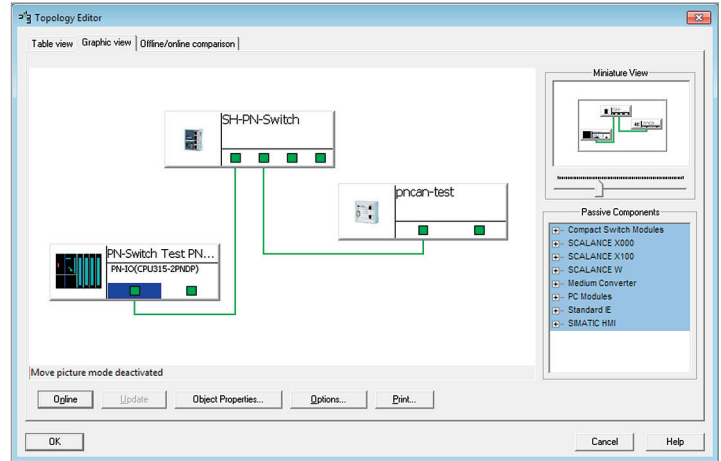 Topology Editor
Table view
Graphic view
Offline/online comparison
SH-PN-Switch
pncan-test
PN-Switch Test PN...
PN-IO(CPU315-2PNDP)
Move picture mode deactivated
Miniature View
Passive Components
Compact Switch Modules
SCALANCE X000
SCALANCE X100
SCALANCE W
Medium Converter
PC Modules
Standard IE
SIMATIC HMI
Online
Update
Object Properties...
Options...
Print...
OK
Cancel
Help